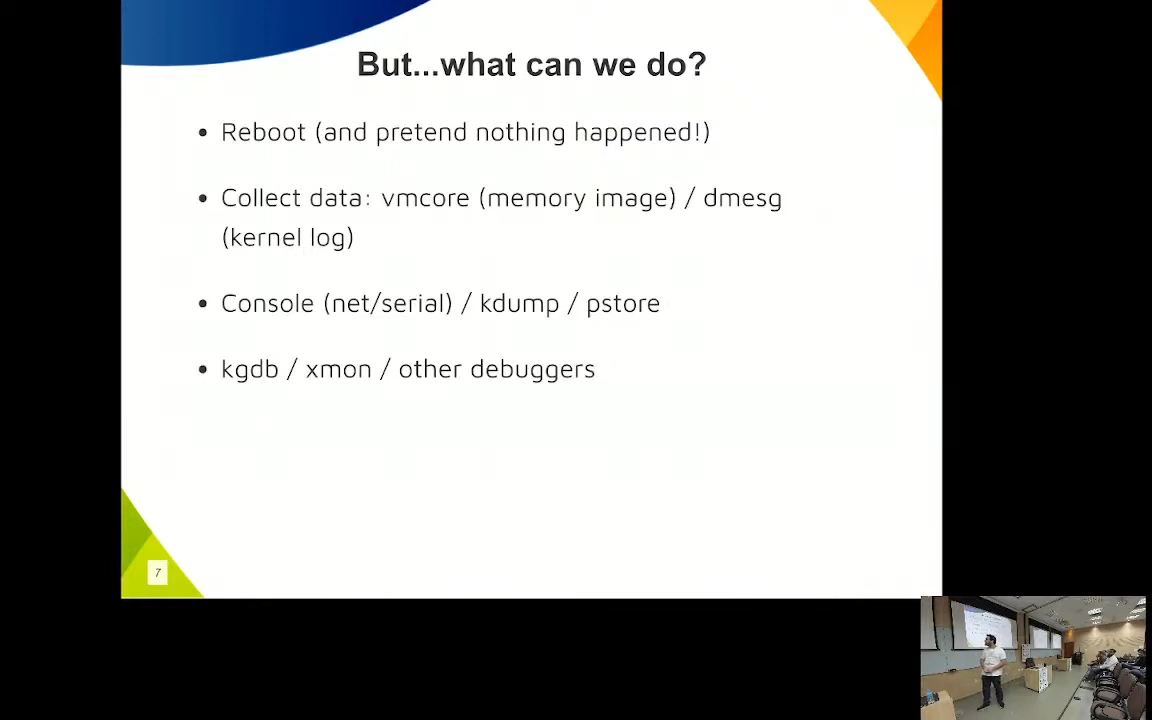 But...what can we do?
• Reboot (and pretend nothing happened!)
• Collect data: vmcore (memory image) / dmesg
(kernel log)
• Console (net/serial) / kdump / pstore
• kgdb / xmon / other debuggers
7